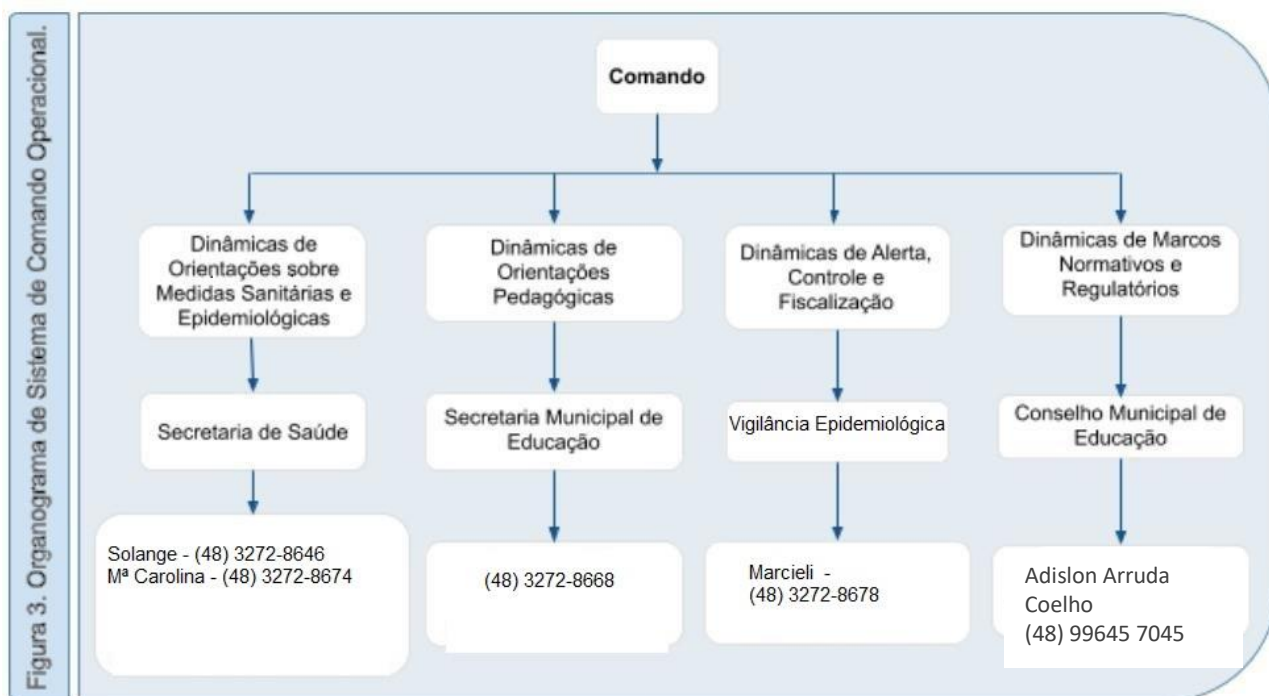 Figura 3. Organograma de Sistema de Comando Operacional.
Comando
Dinâmicas de
Orientações sobre
Medidas Sanitárias e
Epidemiológicas
Dinâmicas de
Orientações
Pedagógicas
Dinâmicas de Alerta,
Controle e
Fiscalização
Dinâmicas de Marcos
Normativos e
Regulatórios
Secretaria de Saúde
Secretaria Municipal de
Educação
Vigilância Epidemiológica
Conselho Municipal de
Educação
Solange - (48) 3272-8646
Mª Carolina - (48) 3272-8674
(48) 3272-8668
Marcieli -
(48) 3272-8678
Adislon Arruda
Coelho
(48) 99645 7045